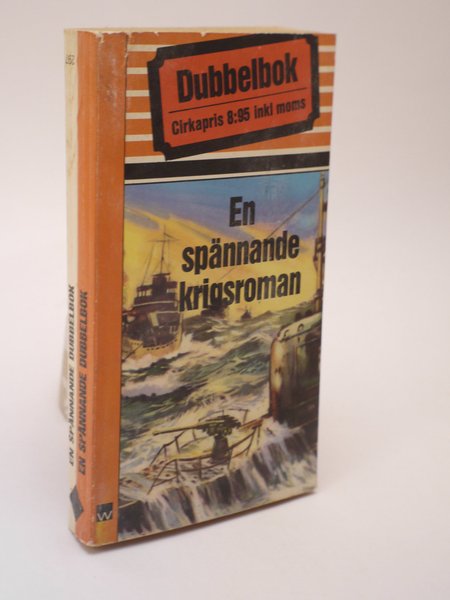 Dubbelbok
Cirkapris 8:95 inkl moms
En
spännande
krigsroman
EN SPÄNNANDE DUBBELBOK
EN SPÄNNANDE DUBBELBOK
W